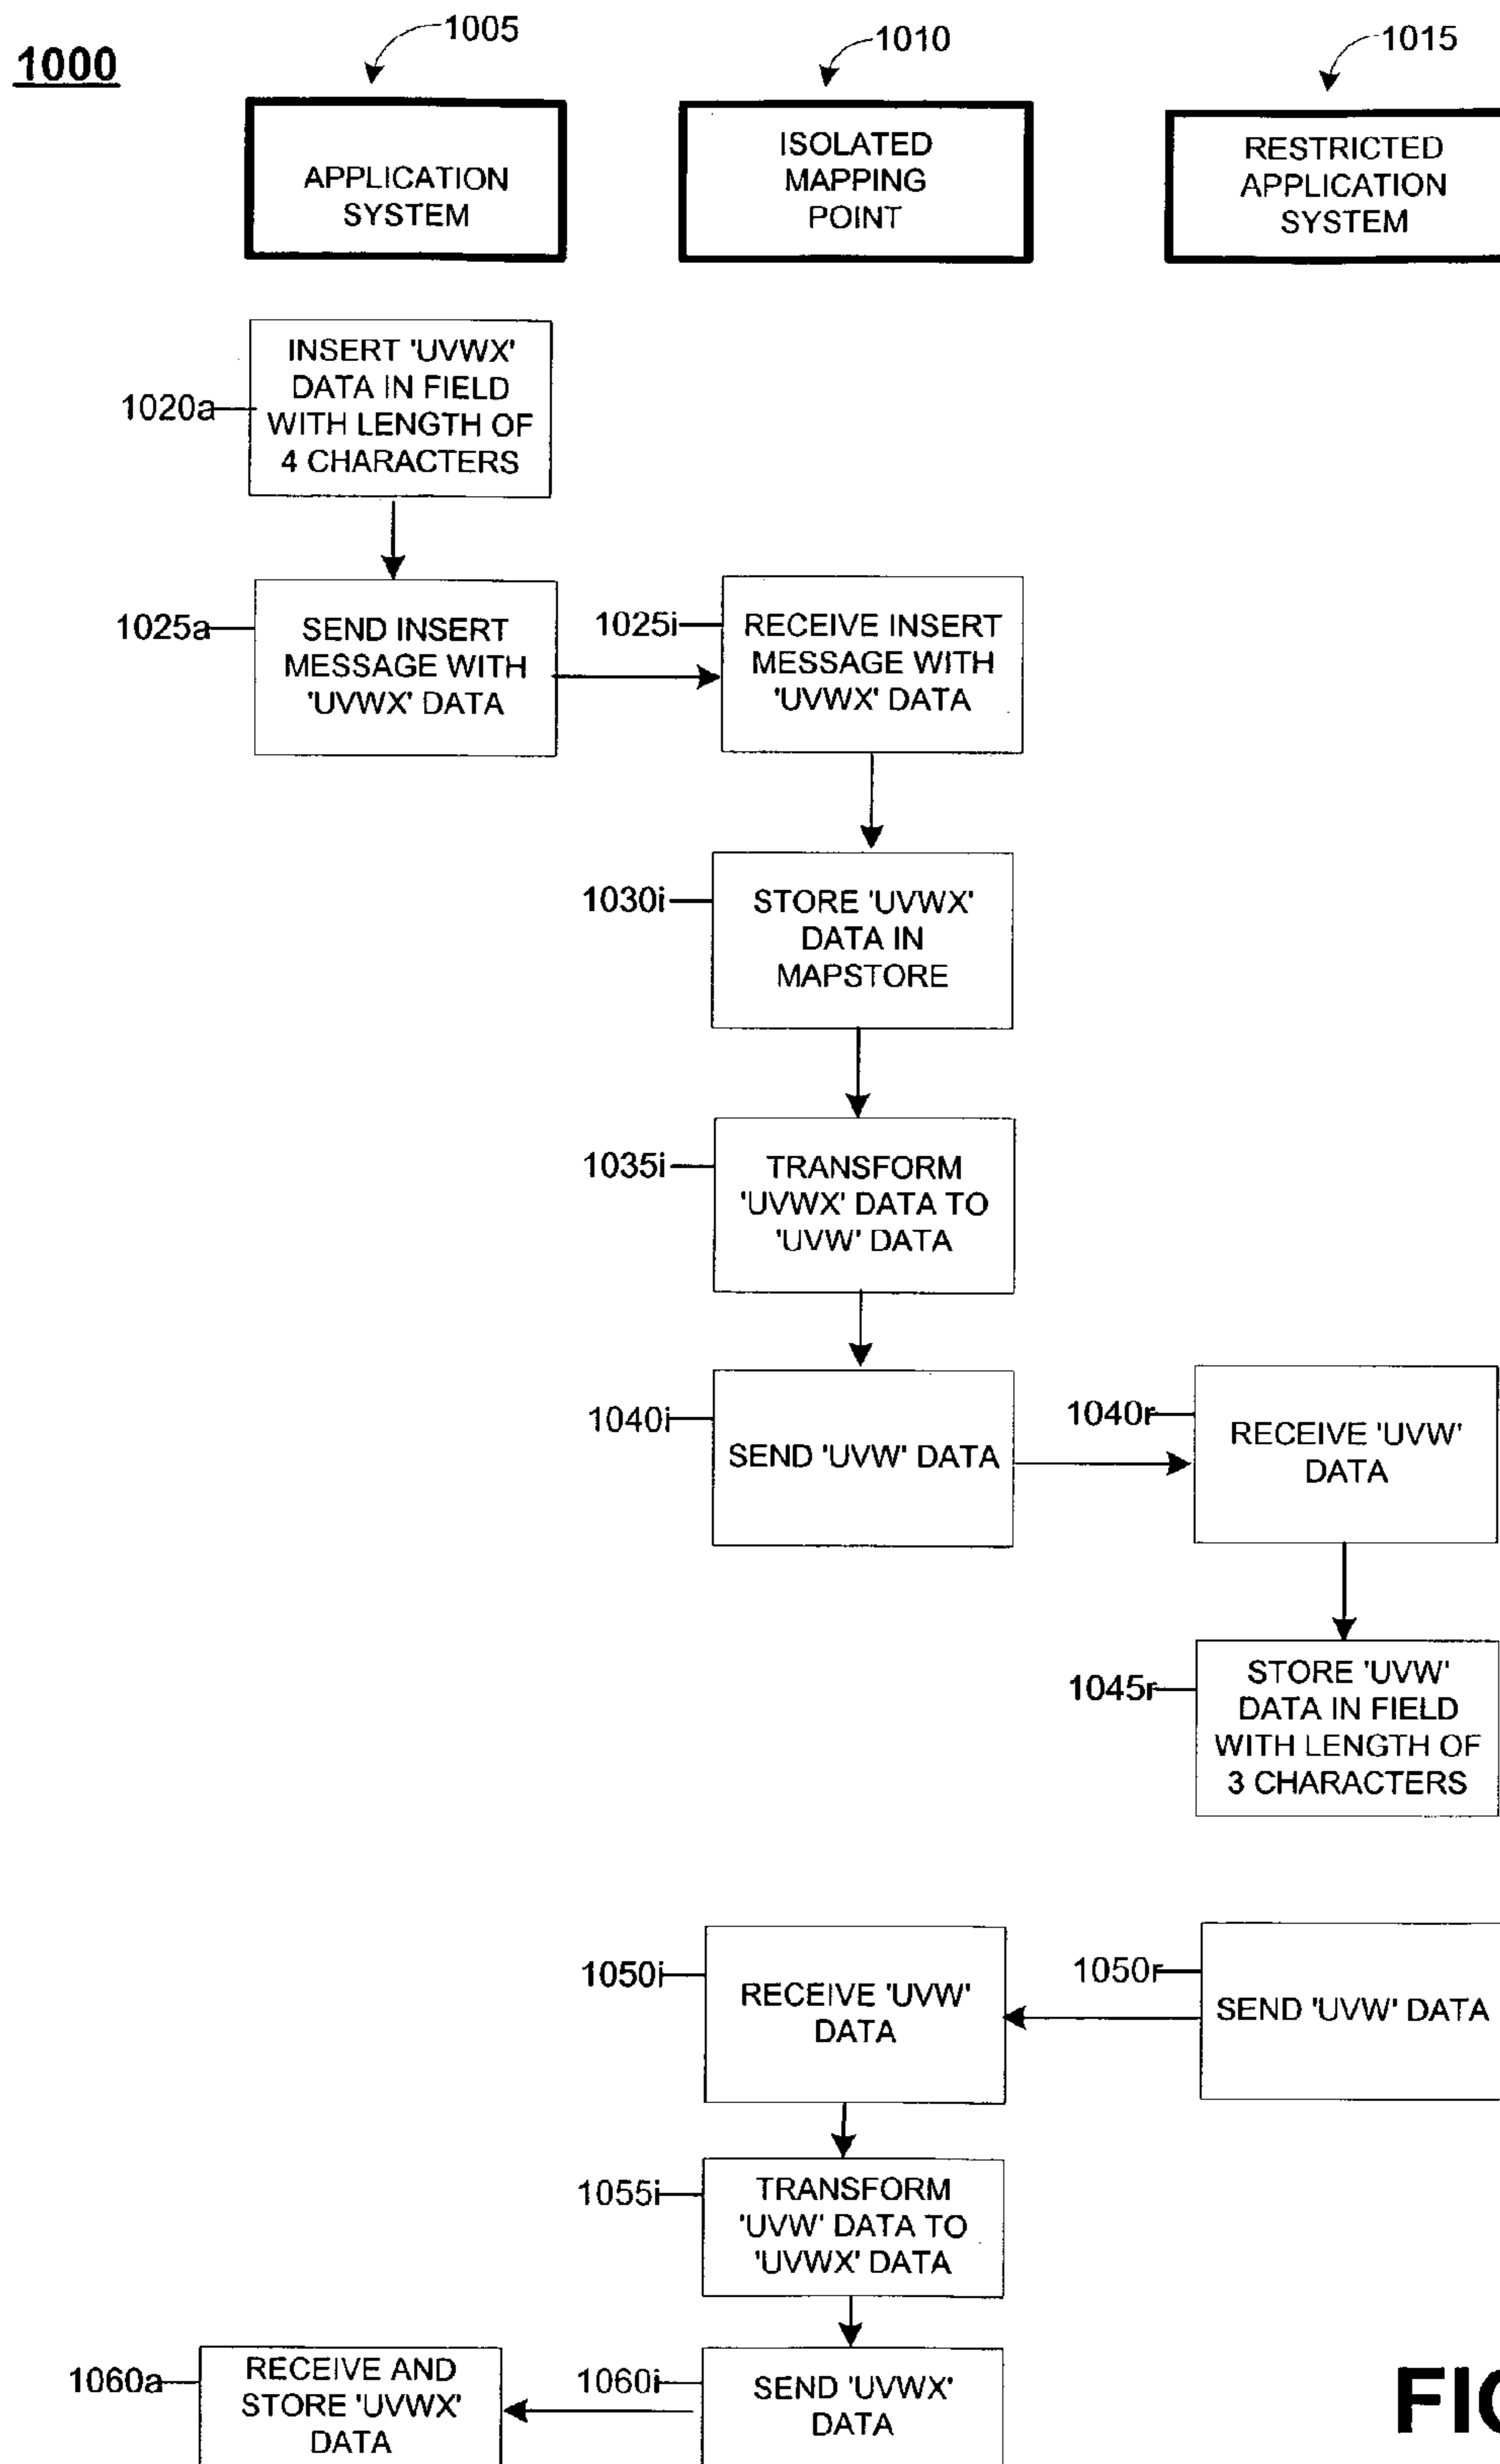 1000
1005
1010
1015
APPLICATION
SYSTEM
ISOLATED
MAPPING
POINT
RESTRICTED
APPLICATION
SYSTEM
1020a
INSERT 'UVWX'
DATA IN FIELD
WITH LENGTH OF
4 CHARACTERS
1025a
SEND INSERT
MESSAGE WITH
'UVWX' DATA
1025i
RECEIVE INSERT
MESSAGE WITH
'UVWX' DATA
1030i
STORE 'UVWX'
DATA IN
MAPSTORE
1035i
TRANSFORM
'UVWX' DATA TO
'UVW' DATA
1040i
SEND 'UVW' DATA
1040r
RECEIVE 'UVW'
DATA
1045r
STORE 'UVW'
DATA IN FIELD
WITH LENGTH OF
3 CHARACTERS
1050i
RECEIVE 'UVW'
DATA
1050r
SEND 'UVW' DATA
1055i
TRANSFORM
'UVW' DATA TO
'UVWX' DATA
1060a
RECEIVE AND
STORE 'UVWX'
DATA
1060i
SEND 'UVWX'
DATA